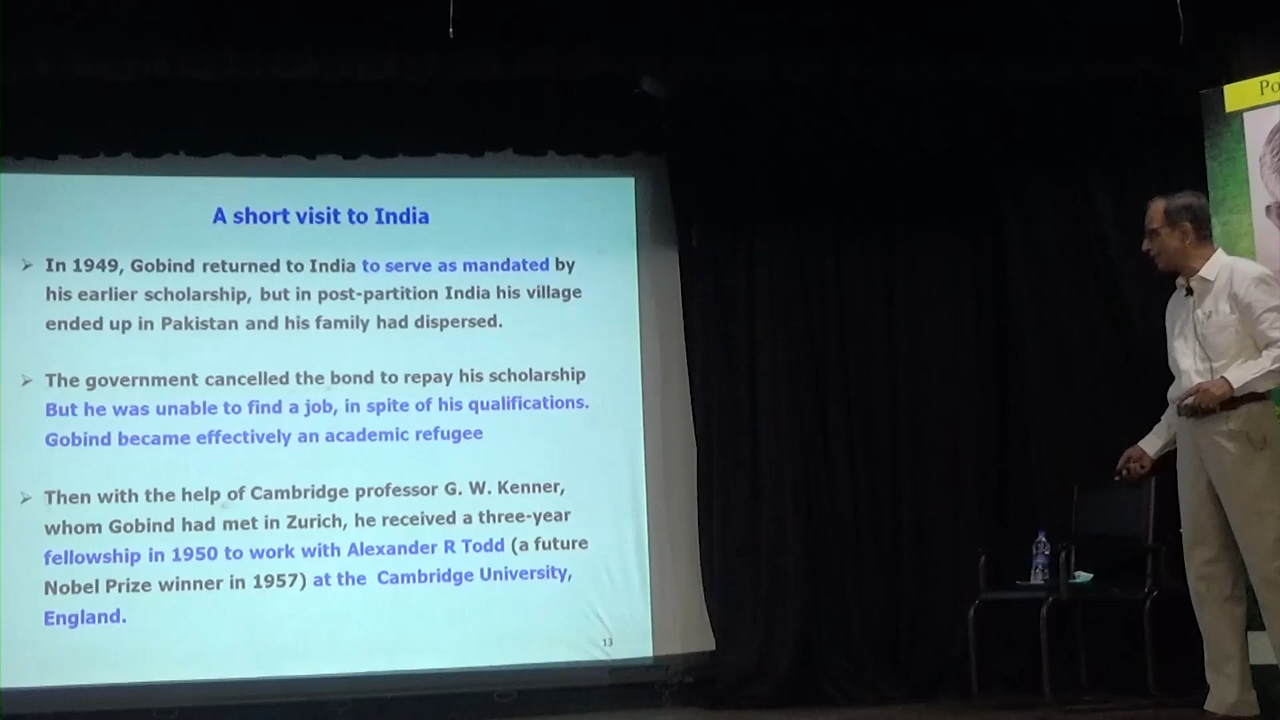 A short visit to India
➢ In 1949, Gobind returned to India to serve as mandated by
his earlier scholarship, but in post-partition India his village
ended up in Pakistan and his family had dispersed.
➢ The government cancelled the bond to repay his scholarship
But he was unable to find a job, in spite of his qualifications.
Gobind became effectively an academic refugee
➢ Then with the help of Cambridge professor G. W. Kenner,
whom Gobind had met in Zurich, he received a three-year
fellowship in 1950 to work with Alexander R Todd (a future
Nobel Prize winner in 1957) at the Cambridge University,
England.
13
Po